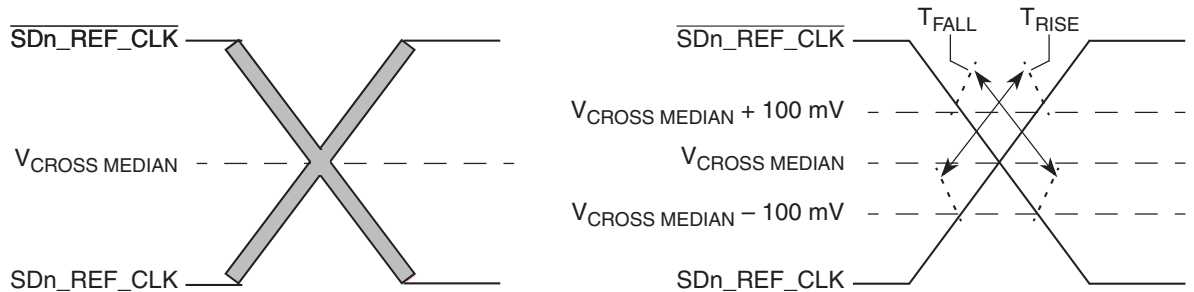 SDn_REF_CLK
V_CROSS MEDIAN
SDn_REF_CLK
T_FALL T_RISE
SDn_REF_CLK
V_CROSS MEDIAN + 100 mV
V_CROSS MEDIAN
V_CROSS MEDIAN – 100 mV
SDn_REF_CLK